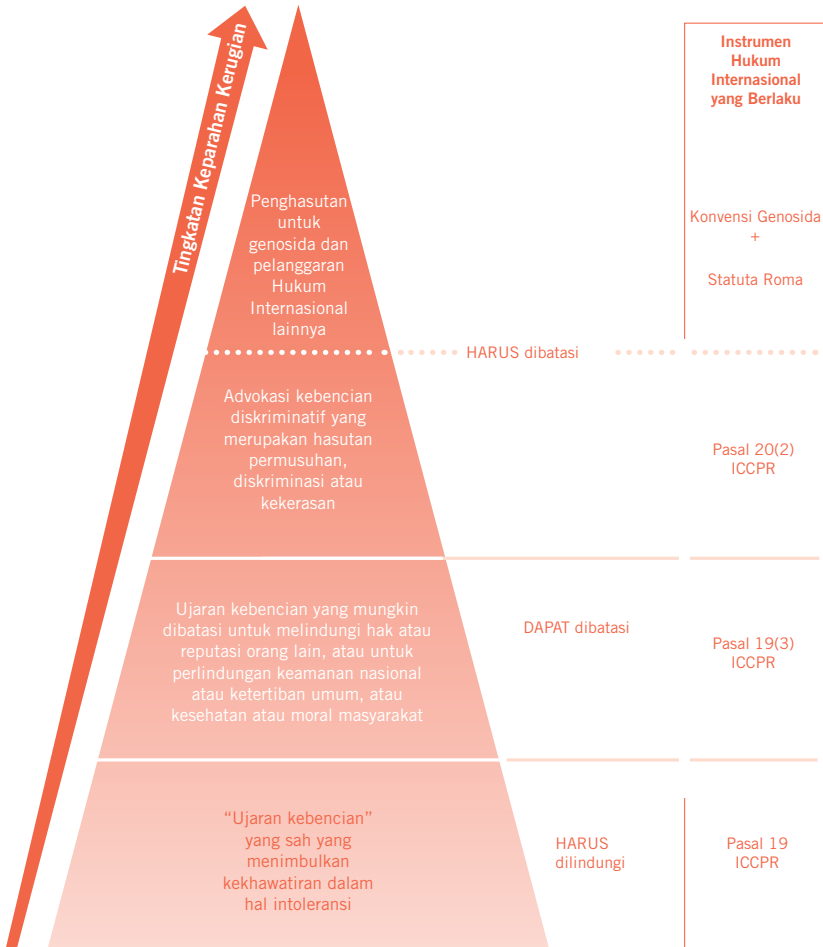 Tingkatan Keparahan Kerugian
Instrumen
Hukum
Internasional
yang Berlaku
Penghasutan
untuk
genosida dan
pelanggaran
Hukum
Internasional
lainnya
Konvensi Genosida
+
Statuta Roma
HARUS dibatasi
Advokasi kebencian
diskriminatif yang
merupakan hasutan
permusuhan,
diskriminasi atau
kekerasan
Pasal 20(2)
ICCPR
Ujaran kebencian yang mungkin
dibatasi untuk melindungi hak atau
reputasi orang lain, atau untuk
perlindungan keamanan nasional
atau ketertiban umum, atau
kesehatan atau moral masyarakat
DAPAT dibatasi
Pasal 19(3)
ICCPR
“Ujaran kebencian”
yang sah yang
menimbulkan
kekhawatiran dalam
hal intoleransi
HARUS
dilindungi
Pasal 19
ICCPR